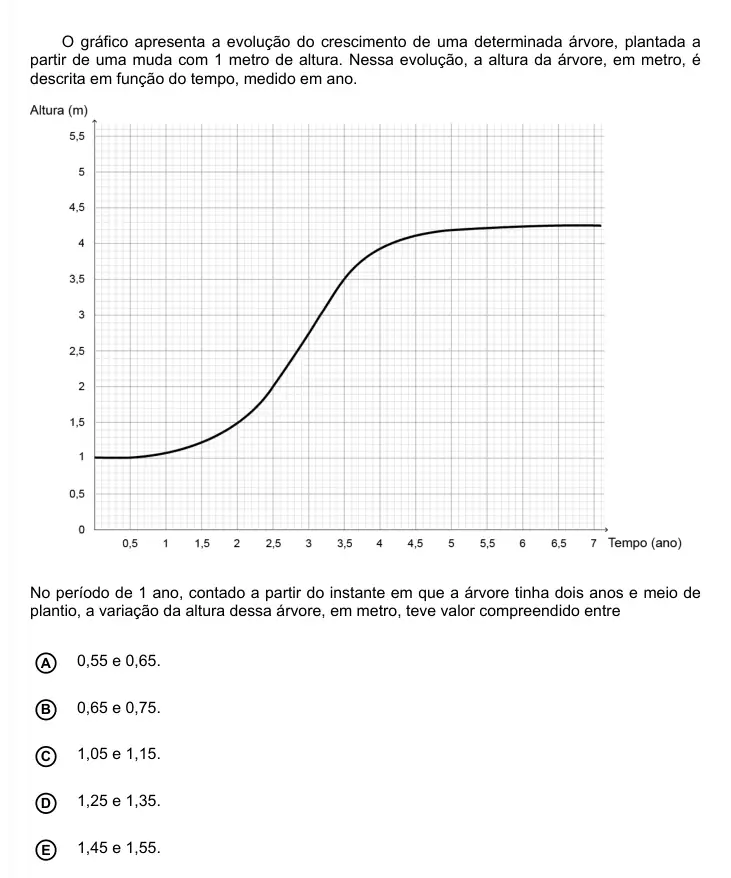 O gráfico apresenta a evolução do crescimento de uma determinada árvore, plantada a
partir de uma muda com 1 metro de altura. Nessa evolução, a altura da árvore, em metro, é
descrita em função do tempo, medido em ano.
Altura (m)
5,5
5
4,5
4
3,5
3
2,5
2
1,5
1
0,5
0
0,5 1 1,5 2 2,5 3 3,5 4 4,5 5 5,5 6 6,5 7 Tempo (ano)
No período de 1 ano, contado a partir do instante em que a árvore tinha dois anos e meio de
plantio, a variação da altura dessa árvore, em metro, teve valor compreendido entre
A 0,55 e 0,65.
B 0,65 e 0,75.
C 1,05 e 1,15.
D 1,25 e 1,35.
E 1,45 e 1,55.